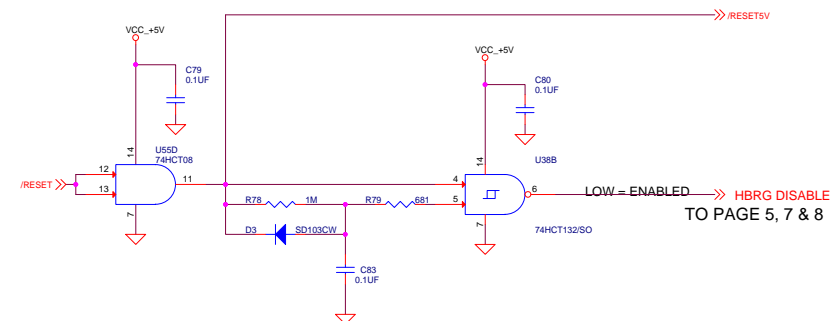 /RESET5V
VCC_+5V
VCC_+5V
C79
0.1UF
C80
0.1UF
14
14
U55D
74HCT08
U38B
12
13
11
/RESET
4
5
6
LOW = ENABLED
HBRG DISABLE
TO PAGE 5, 7 & 8
7
7
R78
1M
R79
681
74HCT132/SO
D3
SD103CW
C83
0.1UF